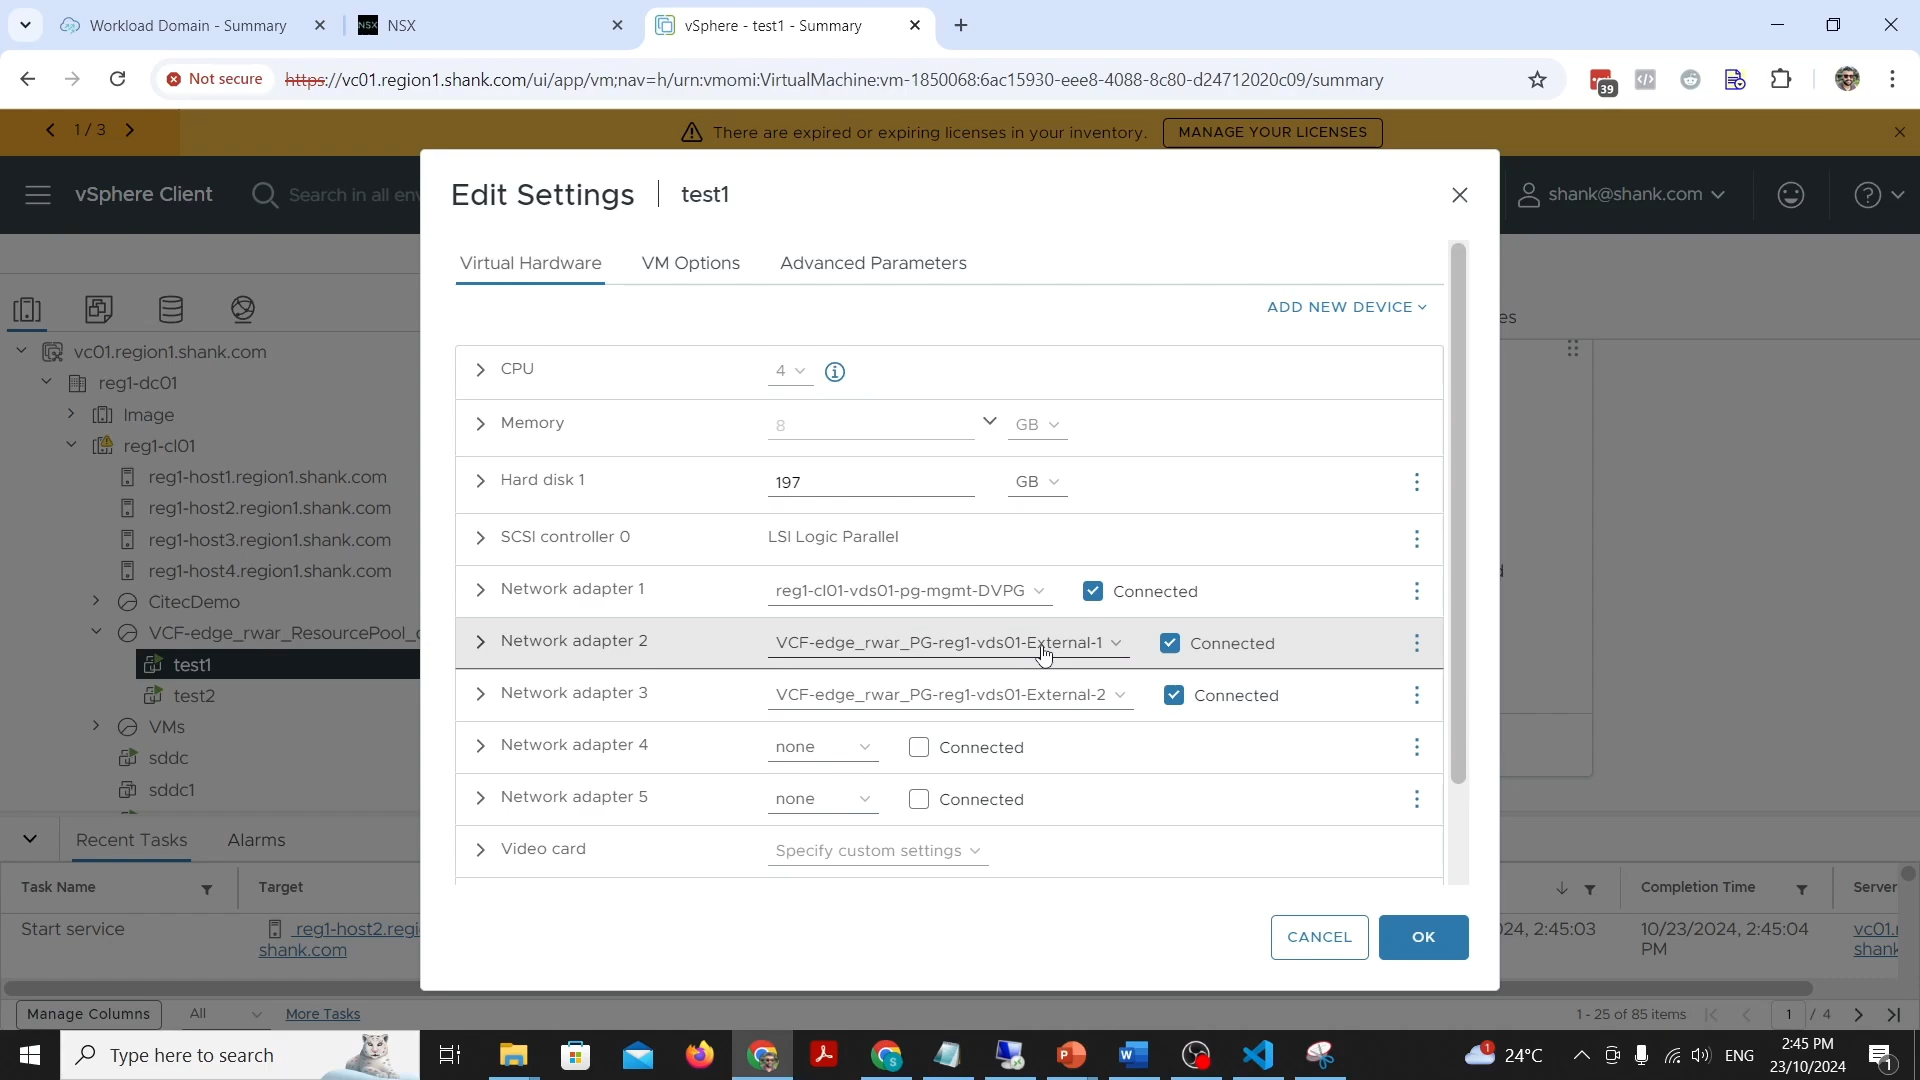 Workload Domain - Summary
NSX
NSX
vSphere - test1 - Summary
Not secure
https://vc01.region1.shank.com/ui/app/vm;nav=h/urn:vmomi:VirtualMachine:vm-1850068:6ac15930-eee8-4088-8c80-d24712020c09/summary
39
1 / 3
There are expired or expiring licenses in your inventory.
MANAGE YOUR LICENSES
vSphere Client
Search in all
shank@shank.com
Edit Settings
test1
Virtual Hardware
VM Options
Advanced Parameters
ADD NEW DEVICE
CPU
4
Memory
8
GB
Hard disk 1
197
GB
SCSI controller 0
LSI Logic Parallel
Network adapter 1
reg1-cl01-vds01-pg-mgmt-DVPG
Connected
Network adapter 2
VCF-edge_rwar_PG-reg1-vds01-External-1
Connected
Network adapter 3
VCF-edge_rwar_PG-reg1-vds01-External-2
Connected
Network adapter 4
none
Connected
Network adapter 5
none
Connected
Video card
Specify custom settings
CANCEL
OK
vc01.region1.shank.com
reg1-dc01
Image
reg1-cl01
reg1-host1.region1.shank.com
reg1-host2.region1.shank.com
reg1-host3.region1.shank.com
reg1-host4.region1.shank.com
CitecDemo
VCF-edge_rwar_ResourcePool_
test1
test2
VMs
sddc
sddc1
Recent Tasks
Alarms
Task Name
Target
Completion Time
Server
Start service
reg1-host2.regi
shank.com
24, 2:45:03
10/23/2024, 2:45:04
PM
vc01.r
shank
Manage Columns
All
More Tasks
1 - 25 of 85 items
1 / 4
Type here to search
1
24°C
ENG
2:45 PM
23/10/2024
1